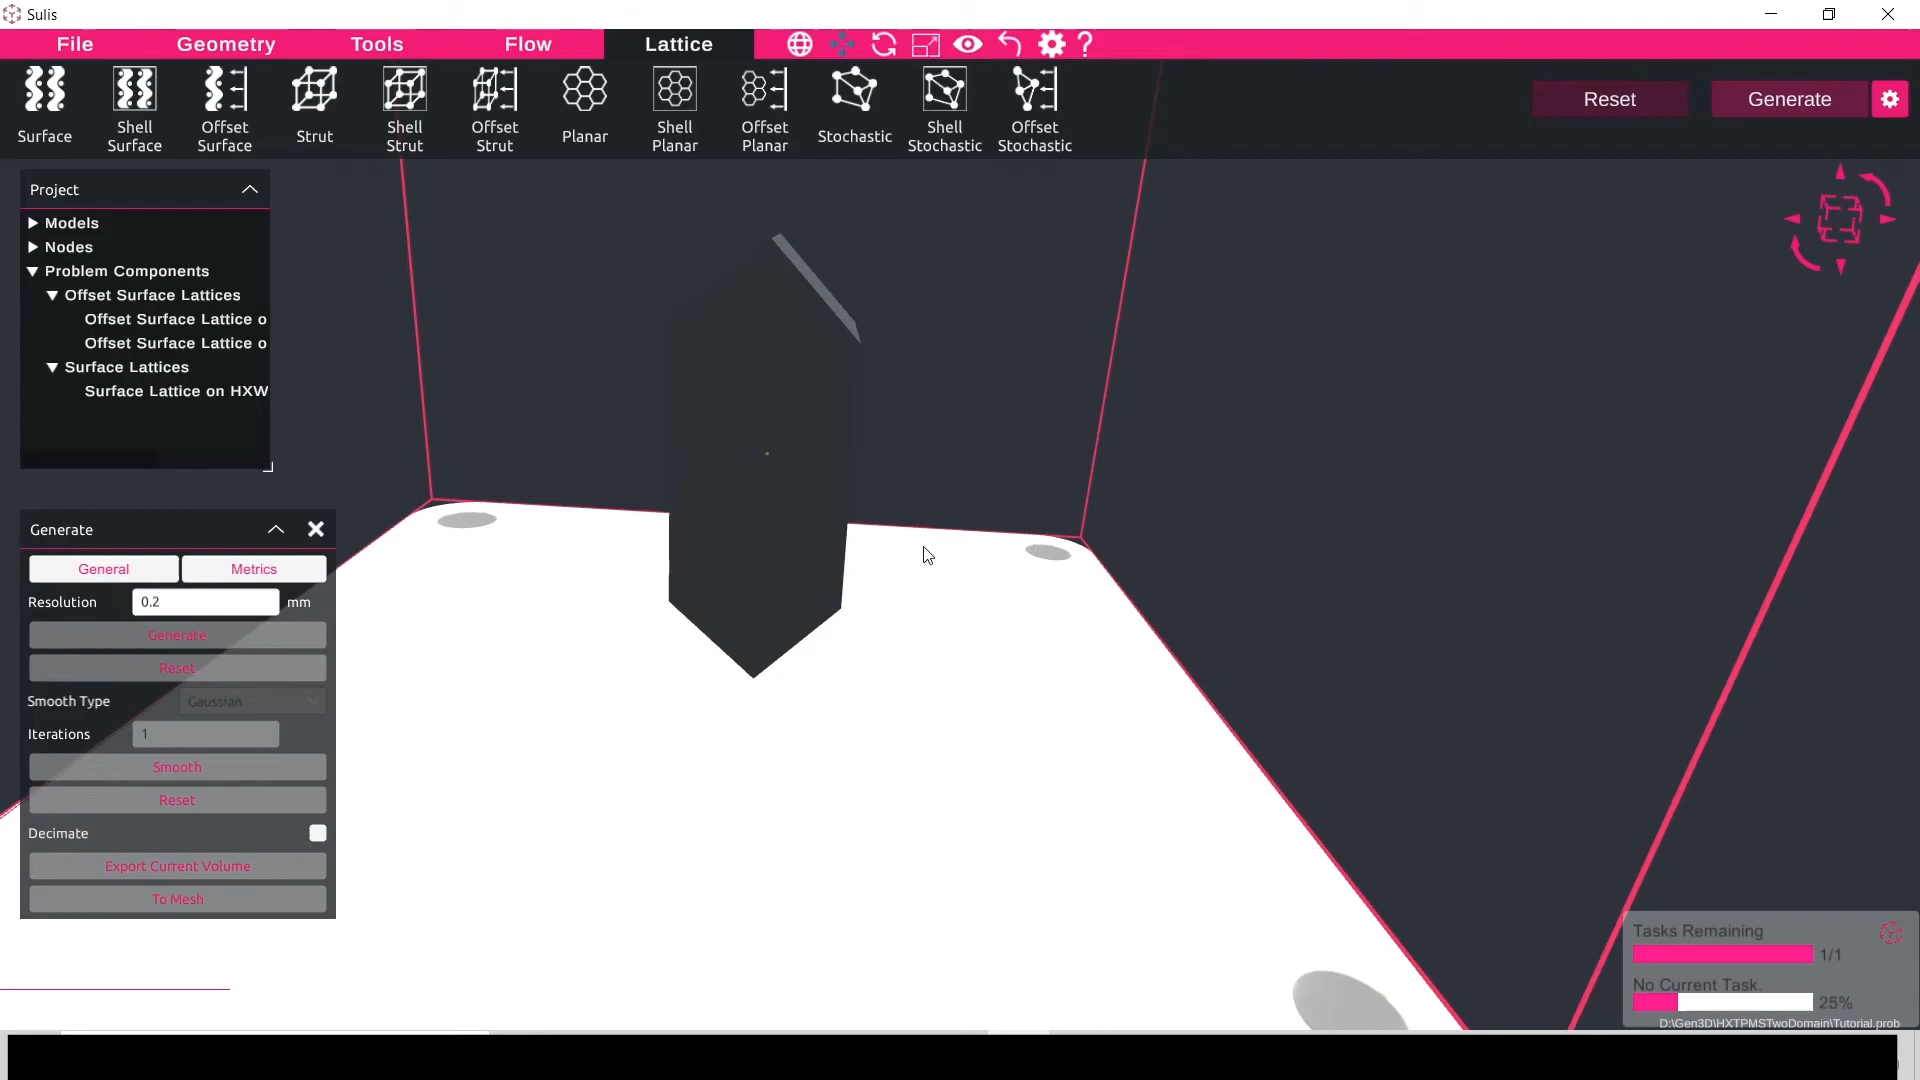 Sulis
File Geometry Tools Flow Lattice
Surface
Shell Surface
Offset Surface
Strut
Shell Strut
Offset Strut
Planar
Shell Planar
Offset Planar
Stochastic
Shell Stochastic
Offset Stochastic
Reset
Generate
Project
Models
Nodes
Problem Components
Offset Surface Lattices
Offset Surface Lattice o
Offset Surface Lattice o
Surface Lattices
Surface Lattice on HXW
Generate
General Metrics
Resolution 0.2 mm
Generate
Reset
Smooth Type Gaussian
Iterations 1
Smooth
Reset
Decimate
Export Current Volume
To Mesh
Tasks Remaining
1/1
No Current Task.
25%
D:\Gen3D\HXTPMSTwoDomain\Tutorial.prob